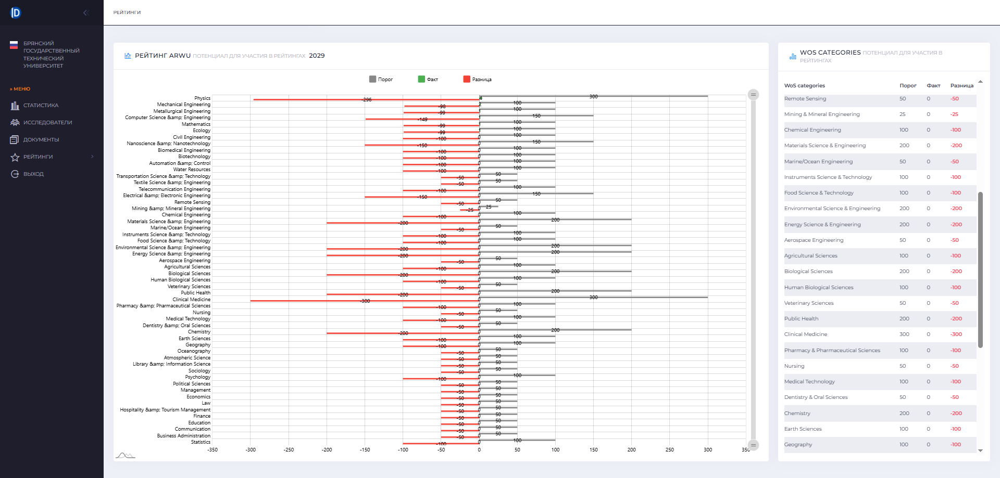 ID
РЕЙТИНГИ
БРЯНСКИЙ
ГОСУДАРСТВЕННЫЙ
ТЕХНИЧЕСКИЙ
УНИВЕРСИТЕТ
» МЕНЮ
СТАТИСТИКА
ИССЛЕДОВАТЕЛИ
ДОКУМЕНТЫ
РЕЙТИНГИ
ВЫХОД
РЕЙТИНГ ARWU ПОТЕНЦИАЛ ДЛЯ УЧАСТИЯ В РЕЙТИНГАХ 2029
Порог Факт Разница
Physics -296 4 300
Mechanical Engineering -98 2 100
Metallurgical Engineering -99 1 100
Computer Science &amp; Engineering -149 1 150
Mathematics -99 1 100
Ecology -99 1 100
Civil Engineering -100 0 100
Nanoscience &amp; Nanotechnology -150 0 150
Biomedical Engineering -100 0 100
Biotechnology -100 0 100
Automation &amp; Control -100 0 100
Water Resources -100 0 100
Transportation Science &amp; Technology -50 0 50
Textile Science &amp; Engineering -50 0 50
Telecommunication Engineering -100 0 100
Electrical &amp; Electronic Engineering -150 0 150
Remote Sensing -50 0 50
Mining &amp; Mineral Engineering -25 0 25
Chemical Engineering -100 0 100
Materials Science &amp; Engineering -200 0 200
Marine/Ocean Engineering -50 0 50
Instruments Science &amp; Technology -100 0 100
Food Science &amp; Technology -100 0 100
Environmental Science &amp; Engineering -200 0 200
Energy Science &amp; Engineering -200 0 200
Aerospace Engineering -50 0 50
Agricultural Sciences -100 0 100
Biological Sciences -200 0 200
Human Biological Sciences -100 0 100
Veterinary Sciences -50 0 50
Public Health -200 0 200
Clinical Medicine -300 0 300
Pharmacy &amp; Pharmaceutical Sciences -100 0 100
Nursing -50 0 50
Medical Technology -100 0 100
Dentistry &amp; Oral Sciences -50 0 50
Chemistry -200 0 200
Earth Sciences -100 0 100
Geography -100 0 100
Oceanography -50 0 50
Atmospheric Science -50 0 50
Library &amp; Information Science -50 0 50
Sociology -50 0 50
Psychology -100 0 100
Political Sciences -50 0 50
Management -50 0 50
Economics -50 0 50
Law -50 0 50
Hospitality &amp; Tourism Management -50 0 50
Finance -50 0 50
Education -50 0 50
Communication -50 0 50
Business Administration -50 0 50
Statistics -100 100
-350 -300 -250 -200 -150 -100 -50 0 50 100 150 200 250 300 350
WOS CATEGORIES ПОТЕНЦИАЛ ДЛЯ УЧАСТИЯ В
РЕЙТИНГАХ
WoS categories Порог Факт Разница
Remote Sensing 50 0 -50
Mining & Mineral Engineering 25 0 -25
Chemical Engineering 100 0 -100
Materials Science & Engineering 200 0 -200
Marine/Ocean Engineering 50 0 -50
Instruments Science & Technology 100 0 -100
Food Science & Technology 100 0 -100
Environmental Science & Engineering 200 0 -200
Energy Science & Engineering 200 0 -200
Aerospace Engineering 50 0 -50
Agricultural Sciences 100 0 -100
Biological Sciences 200 0 -200
Human Biological Sciences 100 0 -100
Veterinary Sciences 50 0 -50
Public Health 200 0 -200
Clinical Medicine 300 0 -300
Pharmacy & Pharmaceutical Sciences 100 0 -100
Nursing 50 0 -50
Medical Technology 100 0 -100
Dentistry & Oral Sciences 50 0 -50
Chemistry 200 0 -200
Earth Sciences 100 0 -100
Geography 100 0 -100